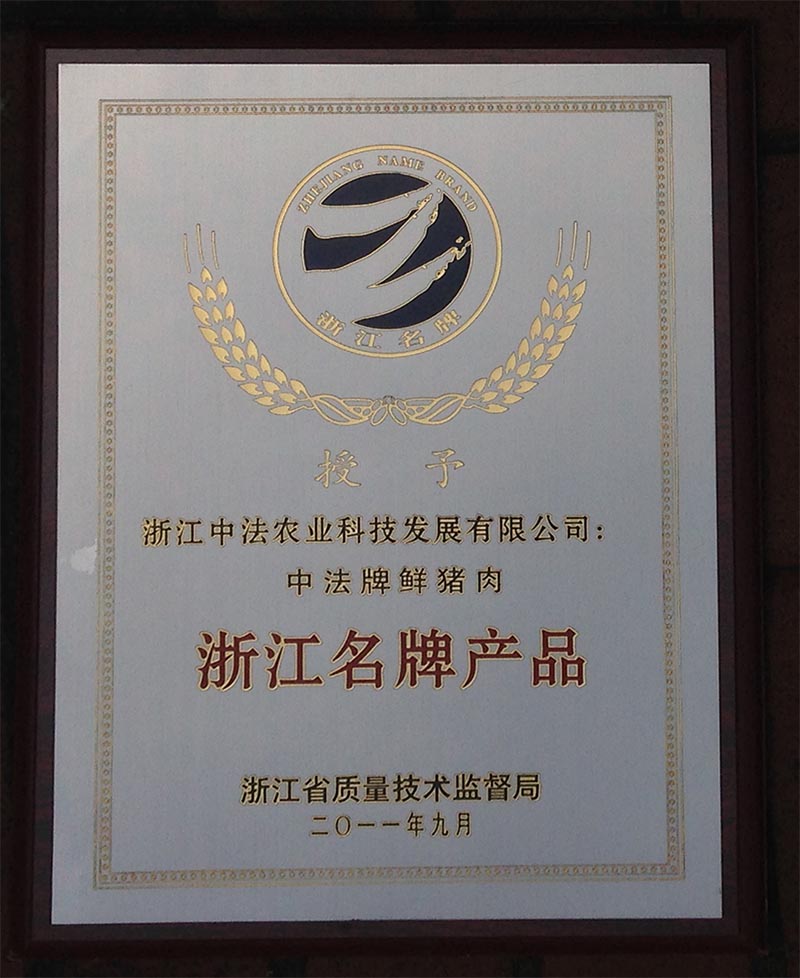 ZHEJIANG NAME BRAND
浙江名牌
授予
浙江中法农业科技发展有限公司：
中法牌鲜猪肉
浙江名牌产品
浙江省质量技术监督局
二〇一一年九月